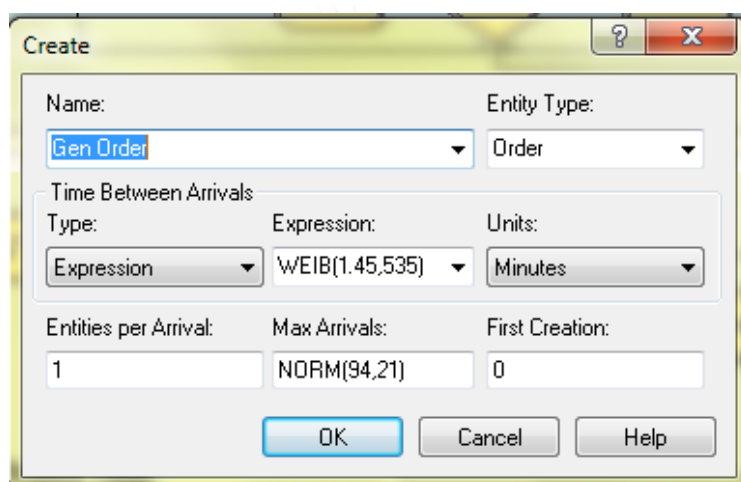 Create
Name: Entity Type:
Gen Order Order
Time Between Arrivals
Type: Expression: Units:
Expression WEIB(1.45,535) Minutes
Entities per Arrival: Max Arrivals: First Creation:
1 NORM(94,21) 0
OK Cancel Help